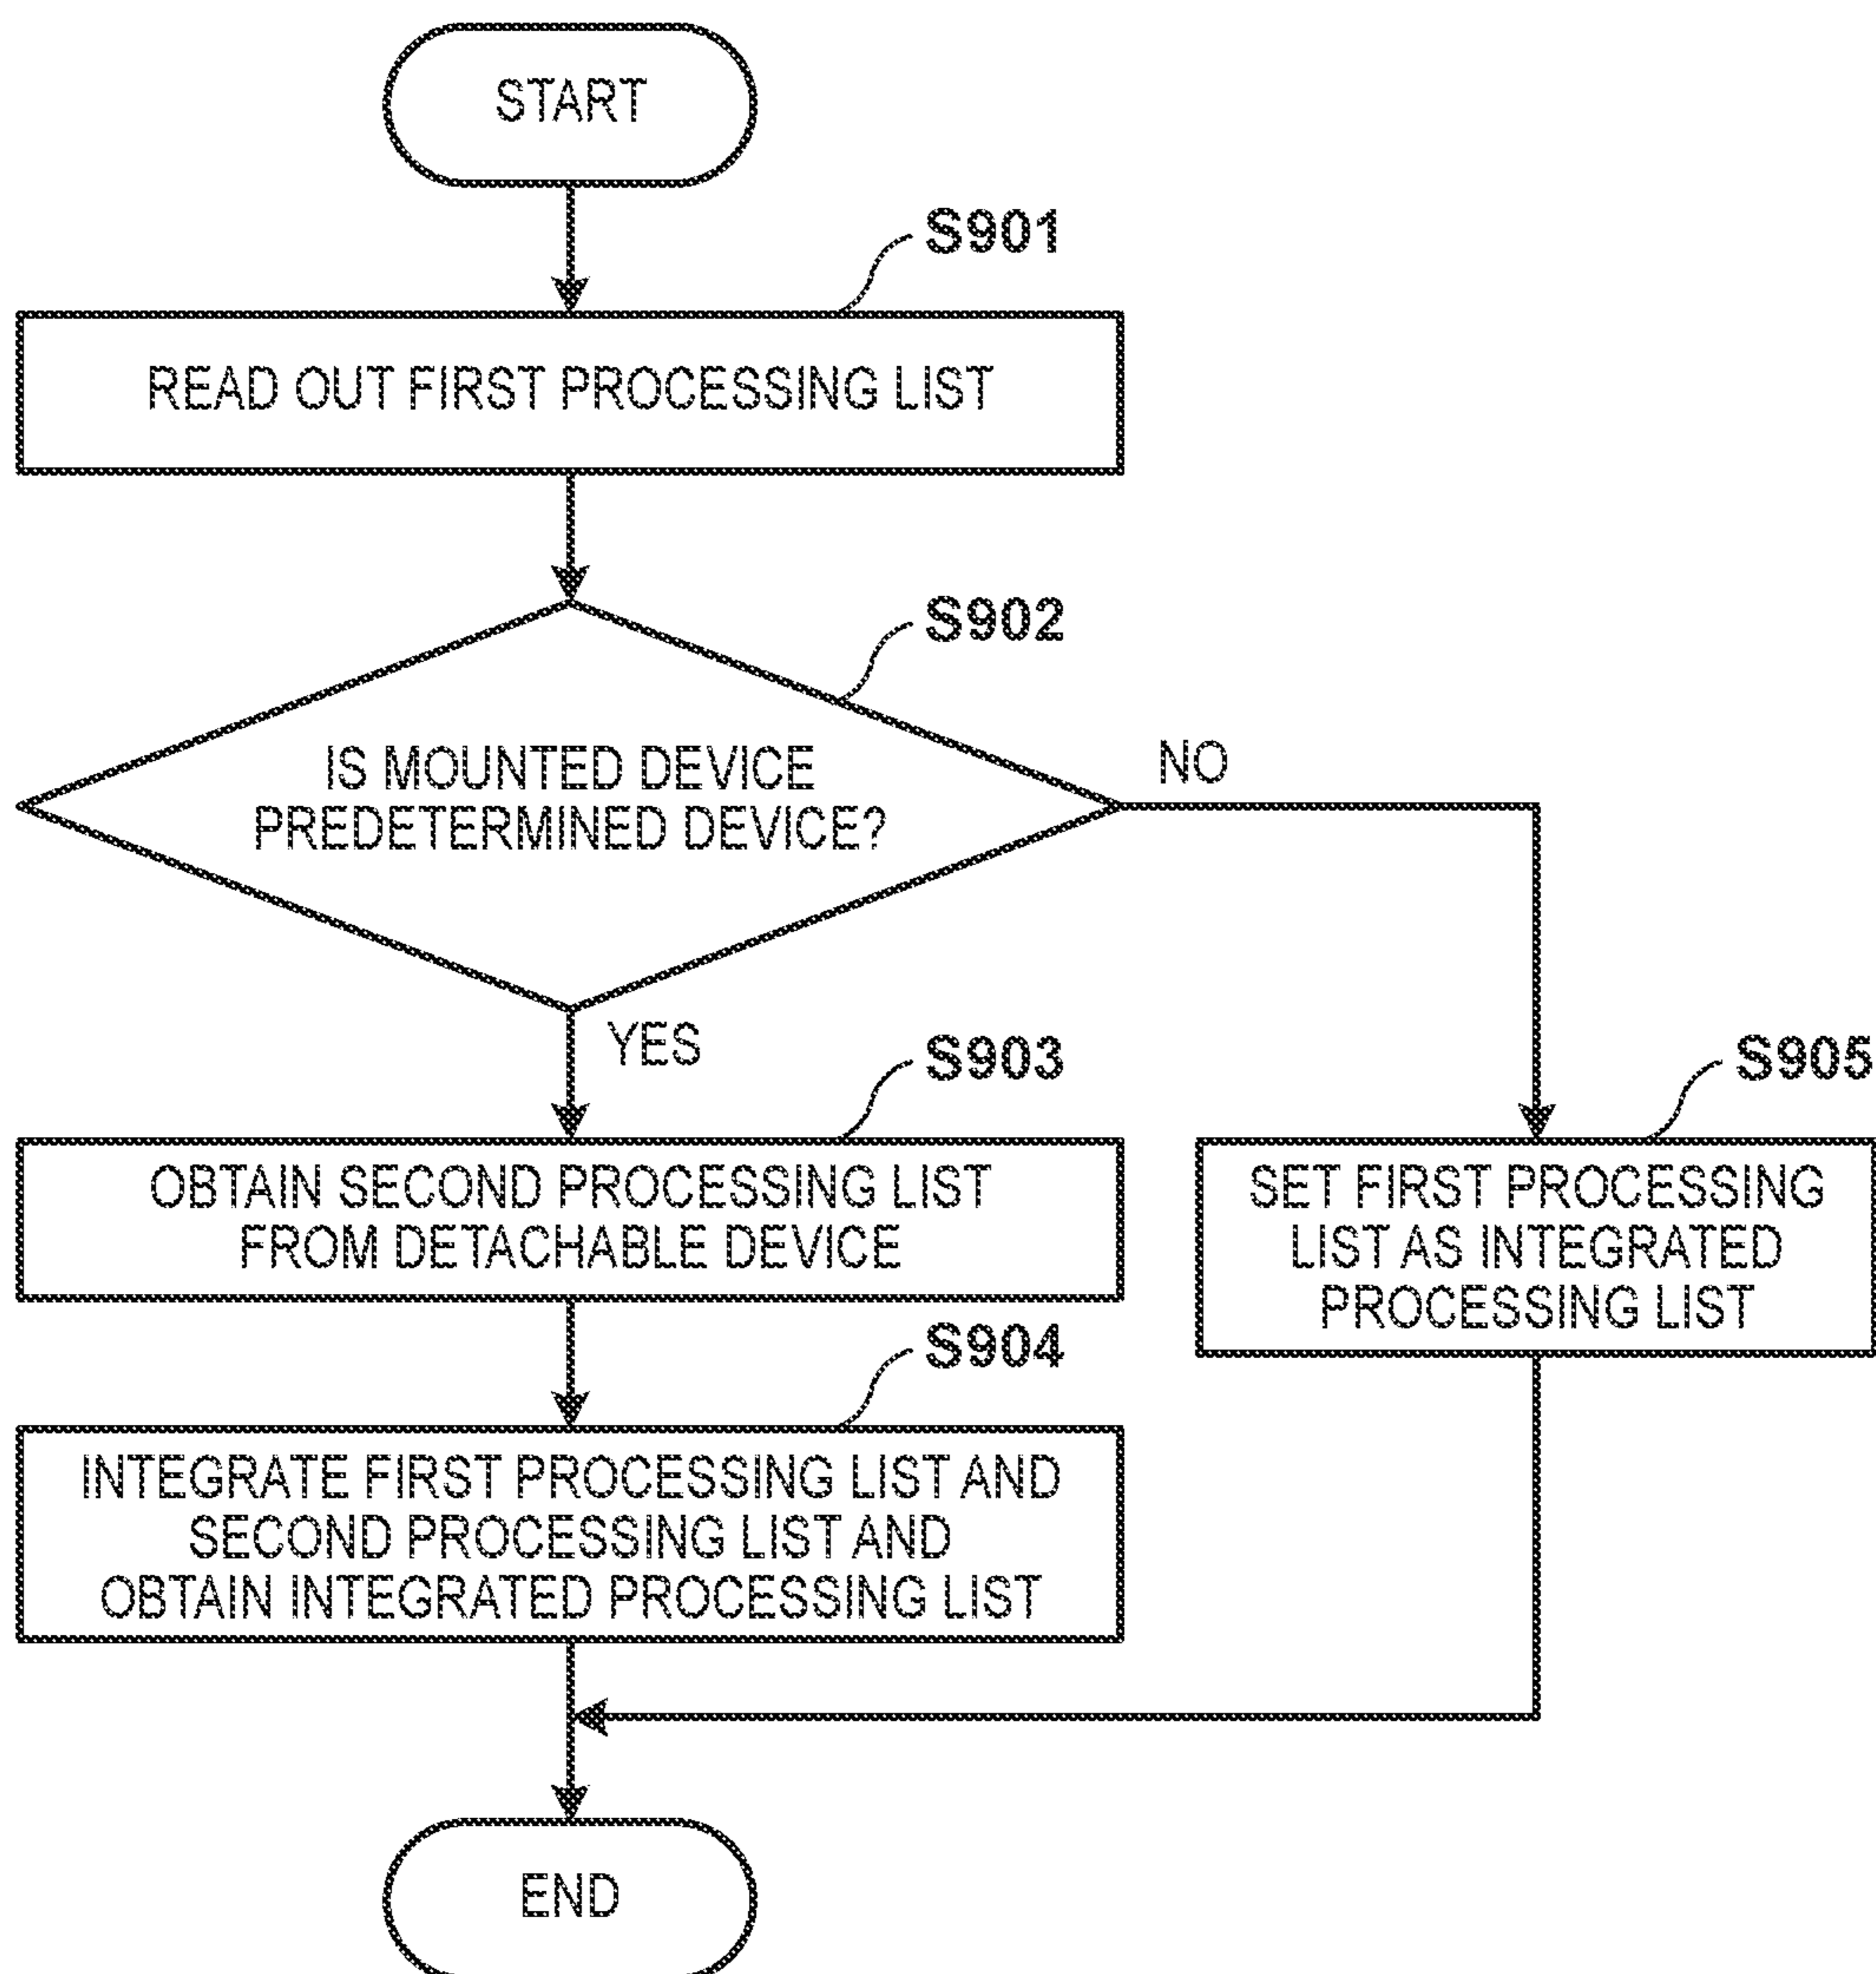 START
S901
READ OUT FIRST PROCESSING LIST
S902
IS MOUNTED DEVICE
PREDETERMINED DEVICE?
NO
YES
S903
OBTAIN SECOND PROCESSING LIST
FROM DETACHABLE DEVICE
S905
SET FIRST PROCESSING
LIST AS INTEGRATED
PROCESSING LIST
S904
INTEGRATE FIRST PROCESSING LIST AND
SECOND PROCESSING LIST AND
OBTAIN INTEGRATED PROCESSING LIST
END